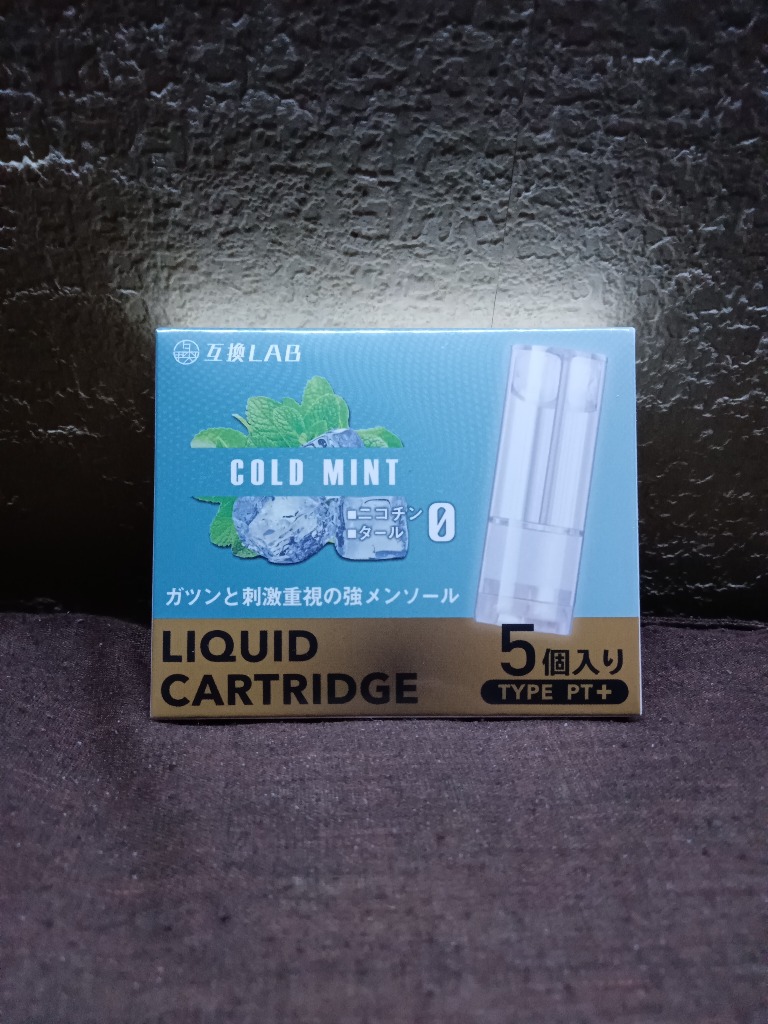 互換LAB
COLD MINT
■ニコチン
■タール
0
ガツンと刺激重視の強メンソール
LIQUID
CARTRIDGE
5個入り
TYPE PT+